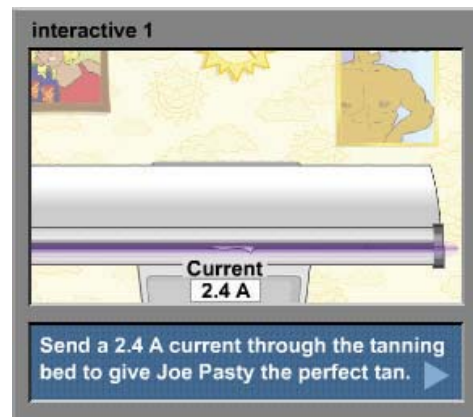 interactive 1
Current
2.4 A
Send a 2.4 A current through the tanning
bed to give Joe Pasty the perfect tan.